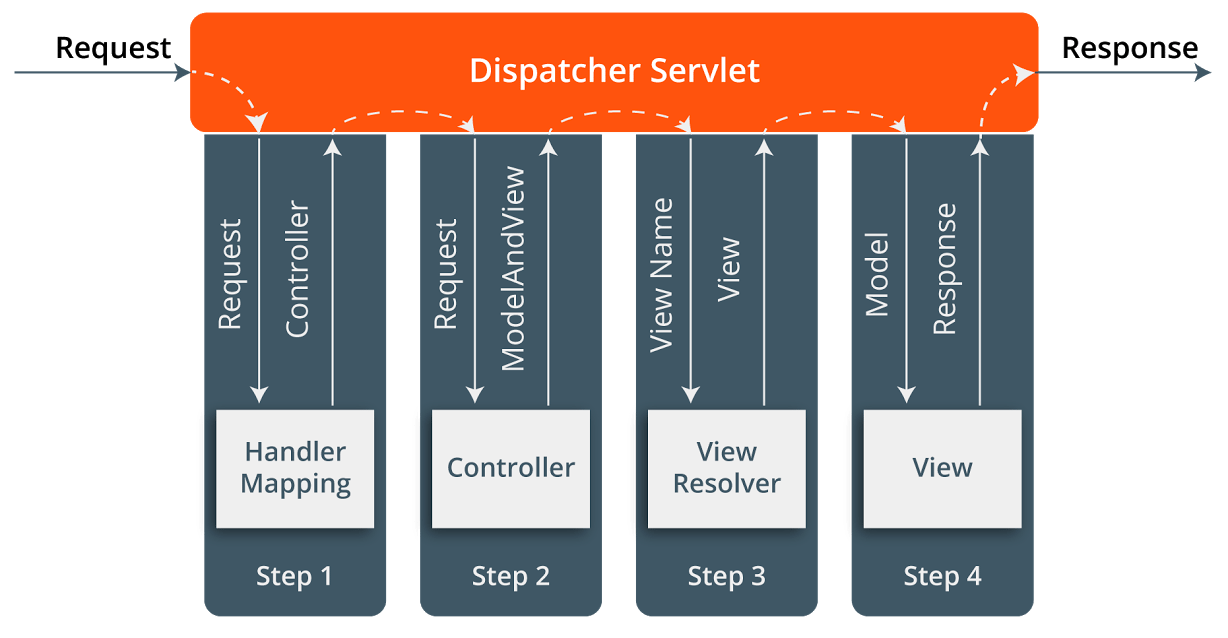 Request
Dispatcher Servlet
Response
Request
Controller
Request
ModelAndView
View Name
View
Model
Response
Handler
Mapping
Controller
View
Resolver
View
Step 1
Step 2
Step 3
Step 4